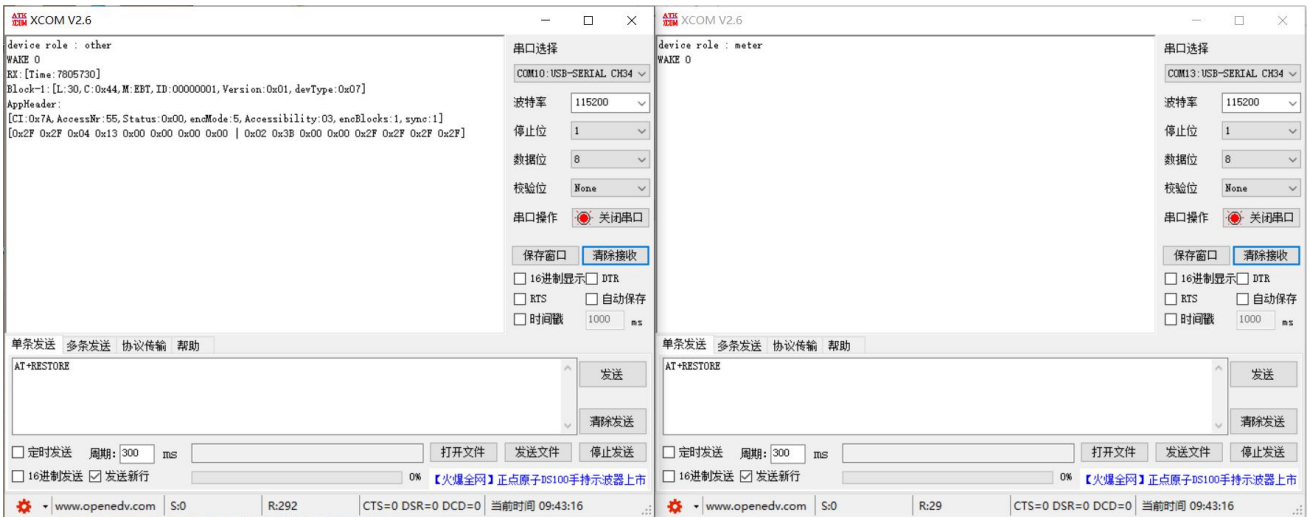 XCOM V2.6
device role : other
WAKE 0
RX:[Time:7805730]
Block-1:[L:30,C:0x44,M:EBT,ID:00000001,Version:0x01,devType:0x07]
AppHeader:
[CI:0x7A,AccessNr:55,Status:0x00,encMode:5,Accessibility:03,encBlocks:1,sync:1]
[0x2F 0x2F 0x04 0x13 0x00 0x00 0x00 0x00 | 0x02 0x3B 0x00 0x00 0x2F 0x2F 0x2F 0x2F]
串口选择
COM10:USB-SERIAL CH34
波特率 115200
停止位 1
数据位 8
校验位 None
串口操作 关闭串口
保存窗口 清除接收
16进制显示 DTR
RTS 自动保存
时间戳 1000 ms
单条发送 多条发送 协议传输 帮助
AT+RESTORE
发送
清除发送
定时发送 周期: 300 ms 打开文件 发送文件 停止发送
16进制发送 发送新行 0% 【火爆全网】正点原子DS100手持示波器上市
www.openedv.com S:0 R:292 CTS=0 DSR=0 DCD=0 当前时间 09:43:16
XCOM V2.6
device role : meter
WAKE 0
串口选择
COM13:USB-SERIAL CH34
波特率 115200
停止位 1
数据位 8
校验位 None
串口操作 关闭串口
保存窗口 清除接收
16进制显示 DTR
RTS 自动保存
时间戳 1000 ms
单条发送 多条发送 协议传输 帮助
AT+RESTORE
发送
清除发送
定时发送 周期: 300 ms 打开文件 发送文件 停止发送
16进制发送 发送新行 0% 【火爆全网】正点原子DS100手持示波器上市
www.openedv.com S:0 R:29 CTS=0 DSR=0 DCD=0 当前时间 09:43:16